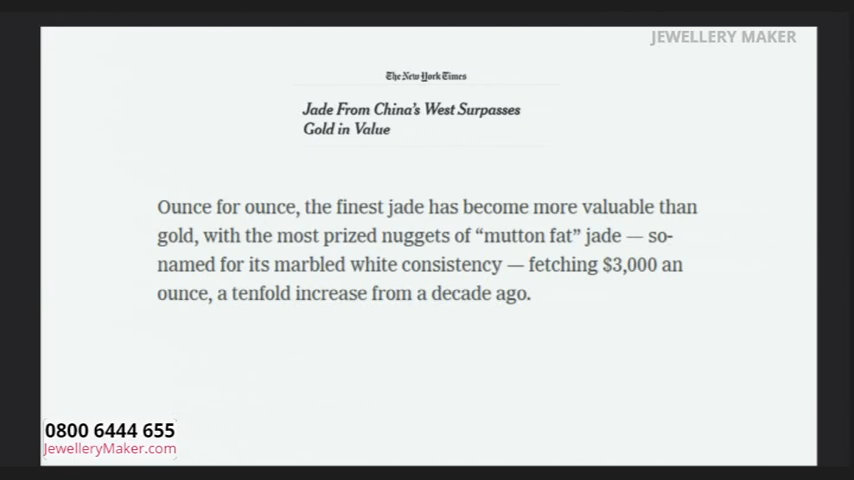 JEWELLERY MAKER
The New York Times
Jade From China's West Surpasses
Gold in Value
Ounce for ounce, the finest jade has become more valuable than
gold, with the most prized nuggets of “mutton fat” jade — so-
named for its marbled white consistency — fetching $3,000 an
ounce, a tenfold increase from a decade ago.
0800 6444 655
JewelleryMaker.com